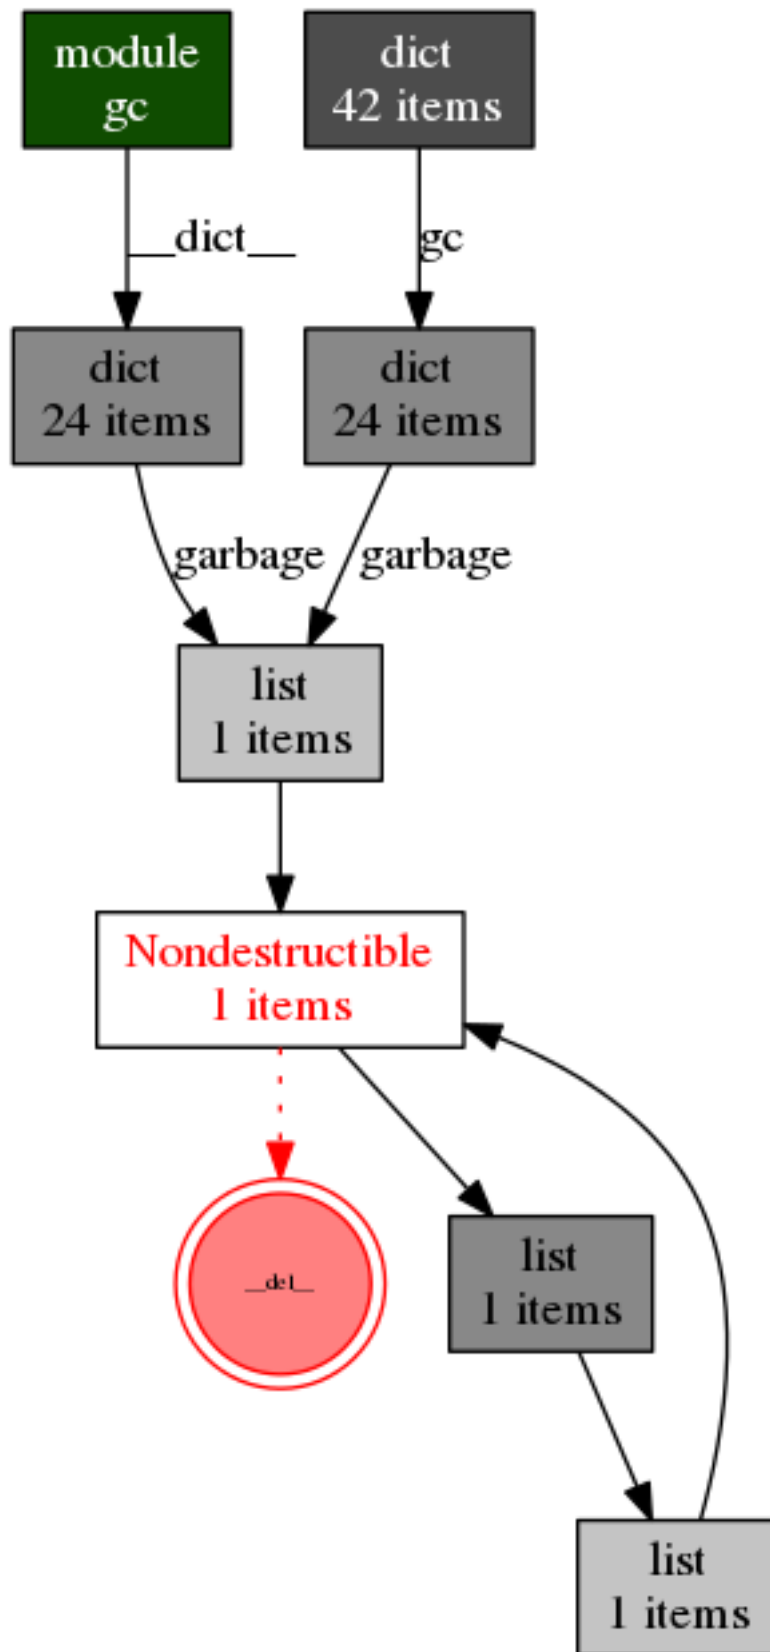 module
gc
dict
42 items
__dict__
gc
dict
24 items
dict
24 items
garbage
garbage
list
1 items
Nondestructible
1 items
__del__
list
1 items
list
1 items